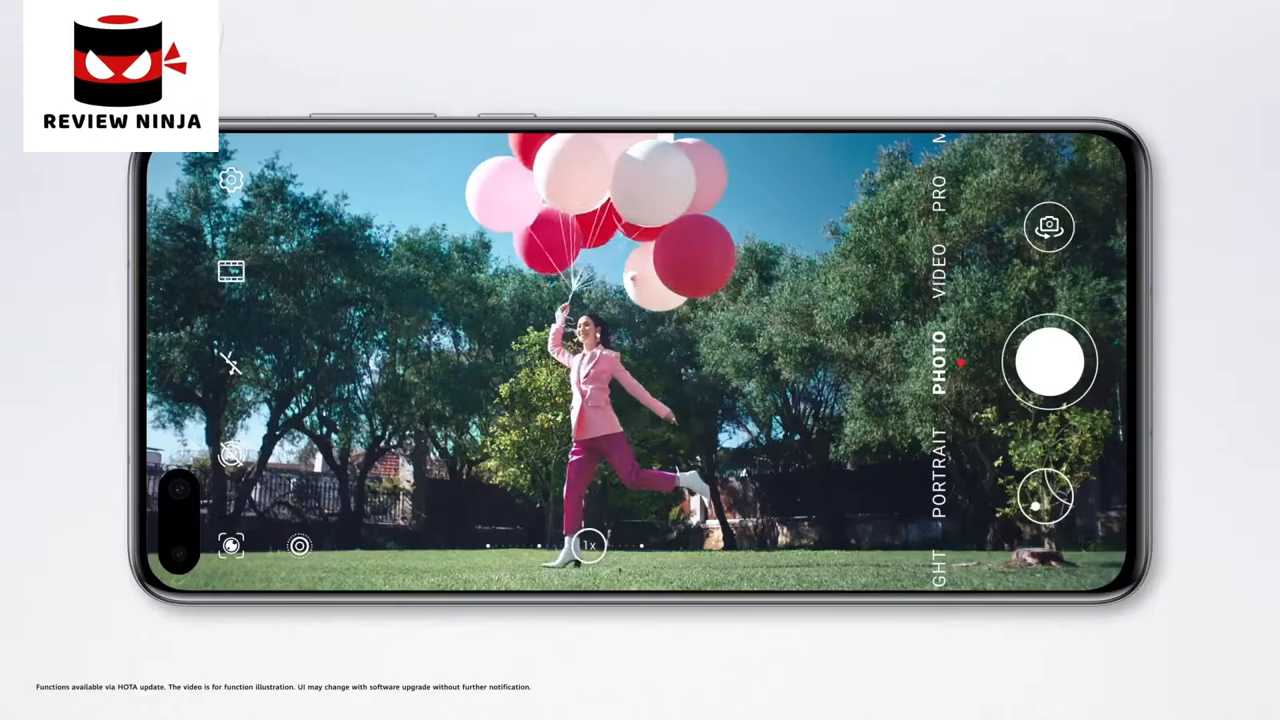 REVIEW NINJA
M
PRO
VIDEO
PHOTO
PORTRAIT
GHT
1x
Functions available via HOTA update. The video is for function illustration. UI may change with software upgrade without further notification.